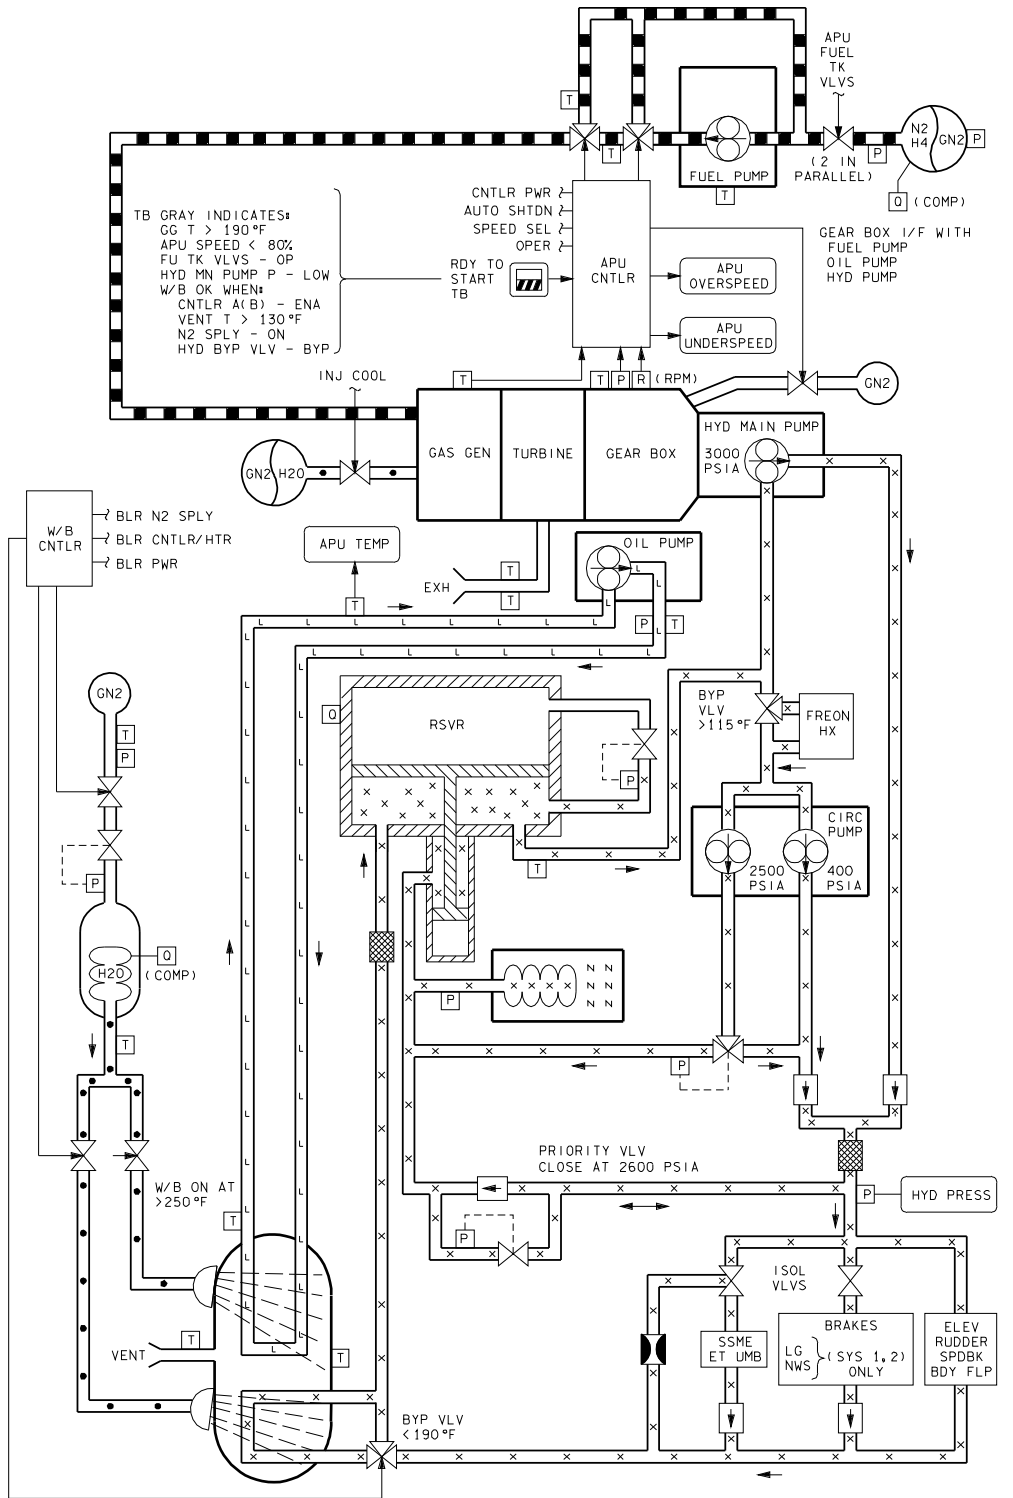 APU
FUEL
TK
VLVS
T
N2
H4
GN2
P
T
P
(2 IN
PARALLEL)
FUEL PUMP
T
Q
(COMP)
CNTLR PWR
AUTO SHTDN
SPEED SEL
OPER
TB GRAY INDICATES:
GG T > 190°F
APU SPEED < 80%
FU TK VLVS - OP
HYD MN PUMP P - LOW
W/B OK WHEN:
CNTLR A(B) - ENA
VENT T > 130°F
N2 SPLY - ON
HYD BYP VLV - BYP
RDY TO
START
TB
APU
CNTLR
APU
OVERSPEED
APU
UNDERSPEED
GEAR BOX I/F WITH
FUEL PUMP
OIL PUMP
HYD PUMP
INJ COOL
T
T
P
R
(RPM)
GN2
GN2
H2O
GAS GEN
TURBINE
GEAR BOX
HYD MAIN PUMP
3000
PSIA
W/B
CNTLR
BLR N2 SPLY
BLR CNTLR/HTR
BLR PWR
APU TEMP
EXH
T
T
T
OIL PUMP
P
T
GN2
T
P
Q
RSVR
P
BYP
VLV
>115°F
FREON
HX
CIRC
PUMP
2500
PSIA
400
PSIA
T
P
Q
(COMP)
H2O
T
N N
N N
N N
P
P
W/B ON AT
>250°F
T
PRIORITY VLV
CLOSE AT 2600 PSIA
P
P
HYD PRESS
ISOL
VLVS
VENT
T
T
SSME
ET UMB
BRAKES
LG
NWS
(SYS 1,2)
ONLY
ELEV
RUDDER
SPDBK
BDY FLP
BYP VLV
<190°F